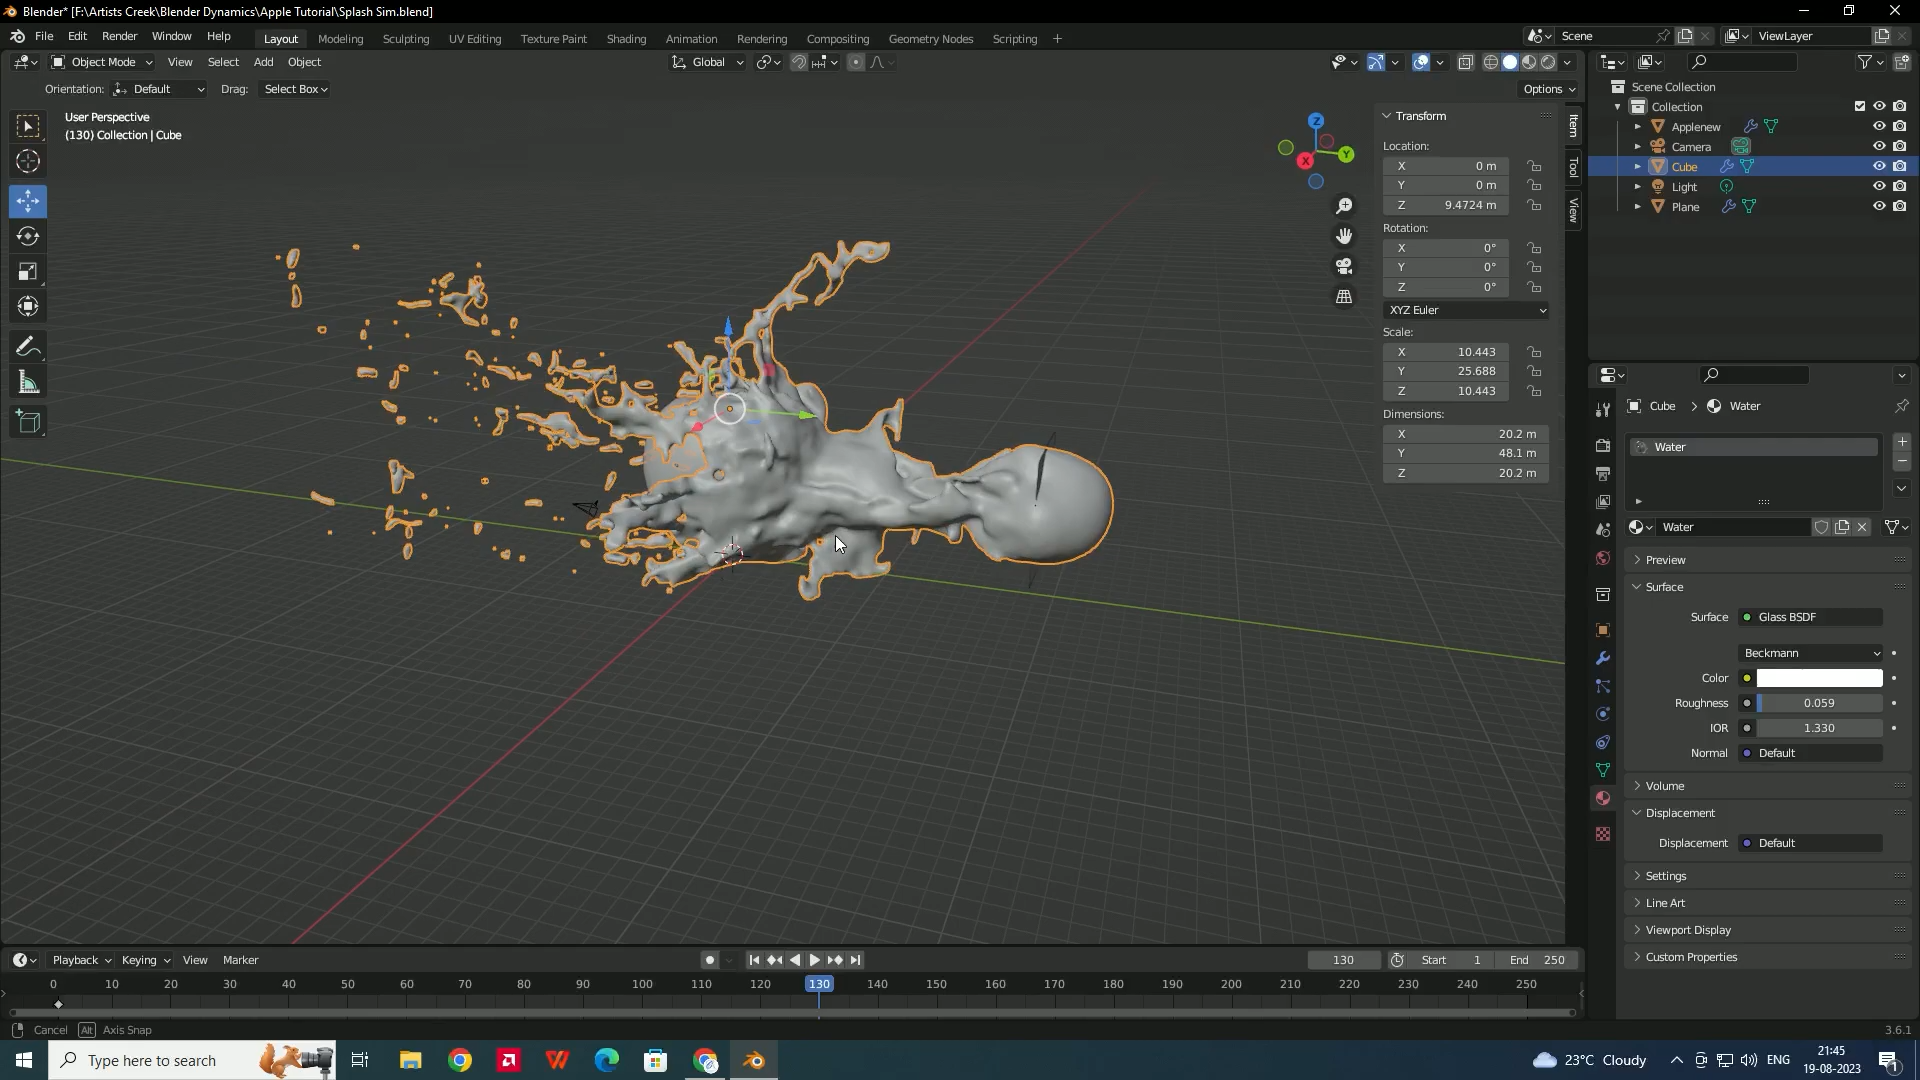 Blender* [F:\Artists Creek\Blender Dynamics\Apple Tutorial\Splash Sim.blend]
File Edit Render Window Help Layout Modeling Sculpting UV Editing Texture Paint Shading Animation Rendering Compositing Geometry Nodes Scripting + Scene ViewLayer
Object Mode View Select Add Object Global
Orientation: Default Drag: Select Box Options
User Perspective
(130) Collection | Cube
Z
Y
X
Transform
Location:
X 0 m
Y 0 m
Z 9.4724 m
Rotation:
X 0°
Y 0°
Z 0°
XYZ Euler
Scale:
X 10.443
Y 25.688
Z 10.443
Dimensions:
X 20.2 m
Y 48.1 m
Z 20.2 m
Item
Tool
View
Scene Collection
Collection
Applenew
Camera
Cube
Light
Plane
Cube > Water
Water
Water
Preview
Surface
Surface Glass BSDF
Beckmann
Color
Roughness 0.059
IOR 1.330
Normal Default
Volume
Displacement
Displacement Default
Settings
Line Art
Viewport Display
Custom Properties
Playback Keying View Marker 130 Start 1 End 250
0 10 20 30 40 50 60 70 80 90 100 110 120 130 140 150 160 170 180 190 200 210 220 230 240 250
Cancel Alt Axis Snap 3.6.1
Type here to search 23°C Cloudy ENG 21:45
19-08-2023 1